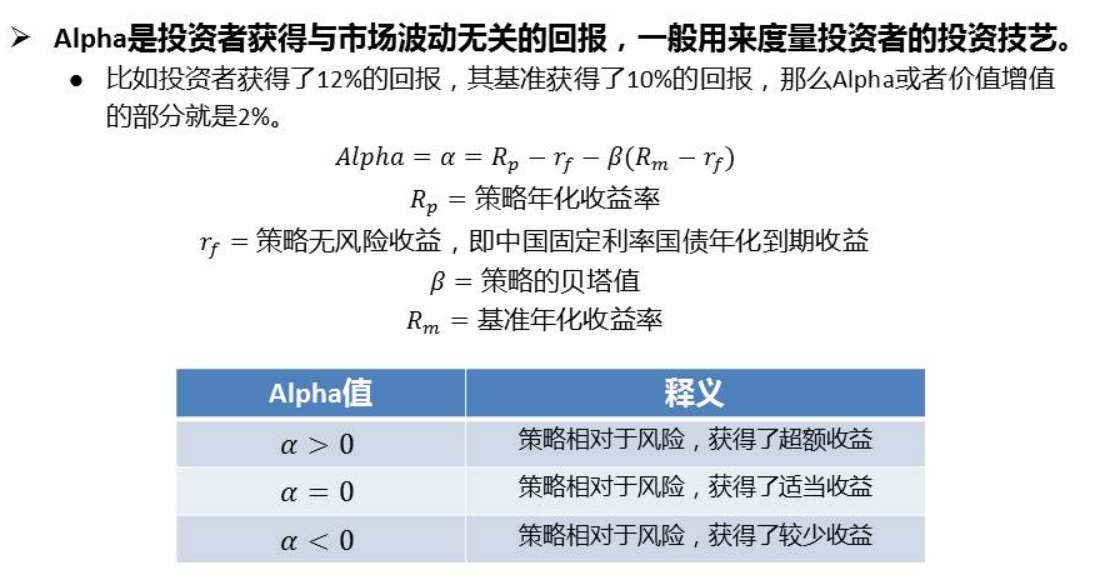 ➤ Alpha是投资者获得与市场波动无关的回报，一般用来度量投资者的投资技艺。
● 比如投资者获得了12%的回报，其基准获得了10%的回报，那么Alpha或者价值增值
的部分就是2%。
Alpha = α = R_p − r_f − β(R_m − r_f)
R_p = 策略年化收益率
r_f = 策略无风险收益，即中国固定利率国债年化到期收益
β = 策略的贝塔值
R_m = 基准年化收益率
Alpha值 释义
α > 0 策略相对于风险，获得了超额收益
α = 0 策略相对于风险，获得了适当收益
α < 0 策略相对于风险，获得了较少收益